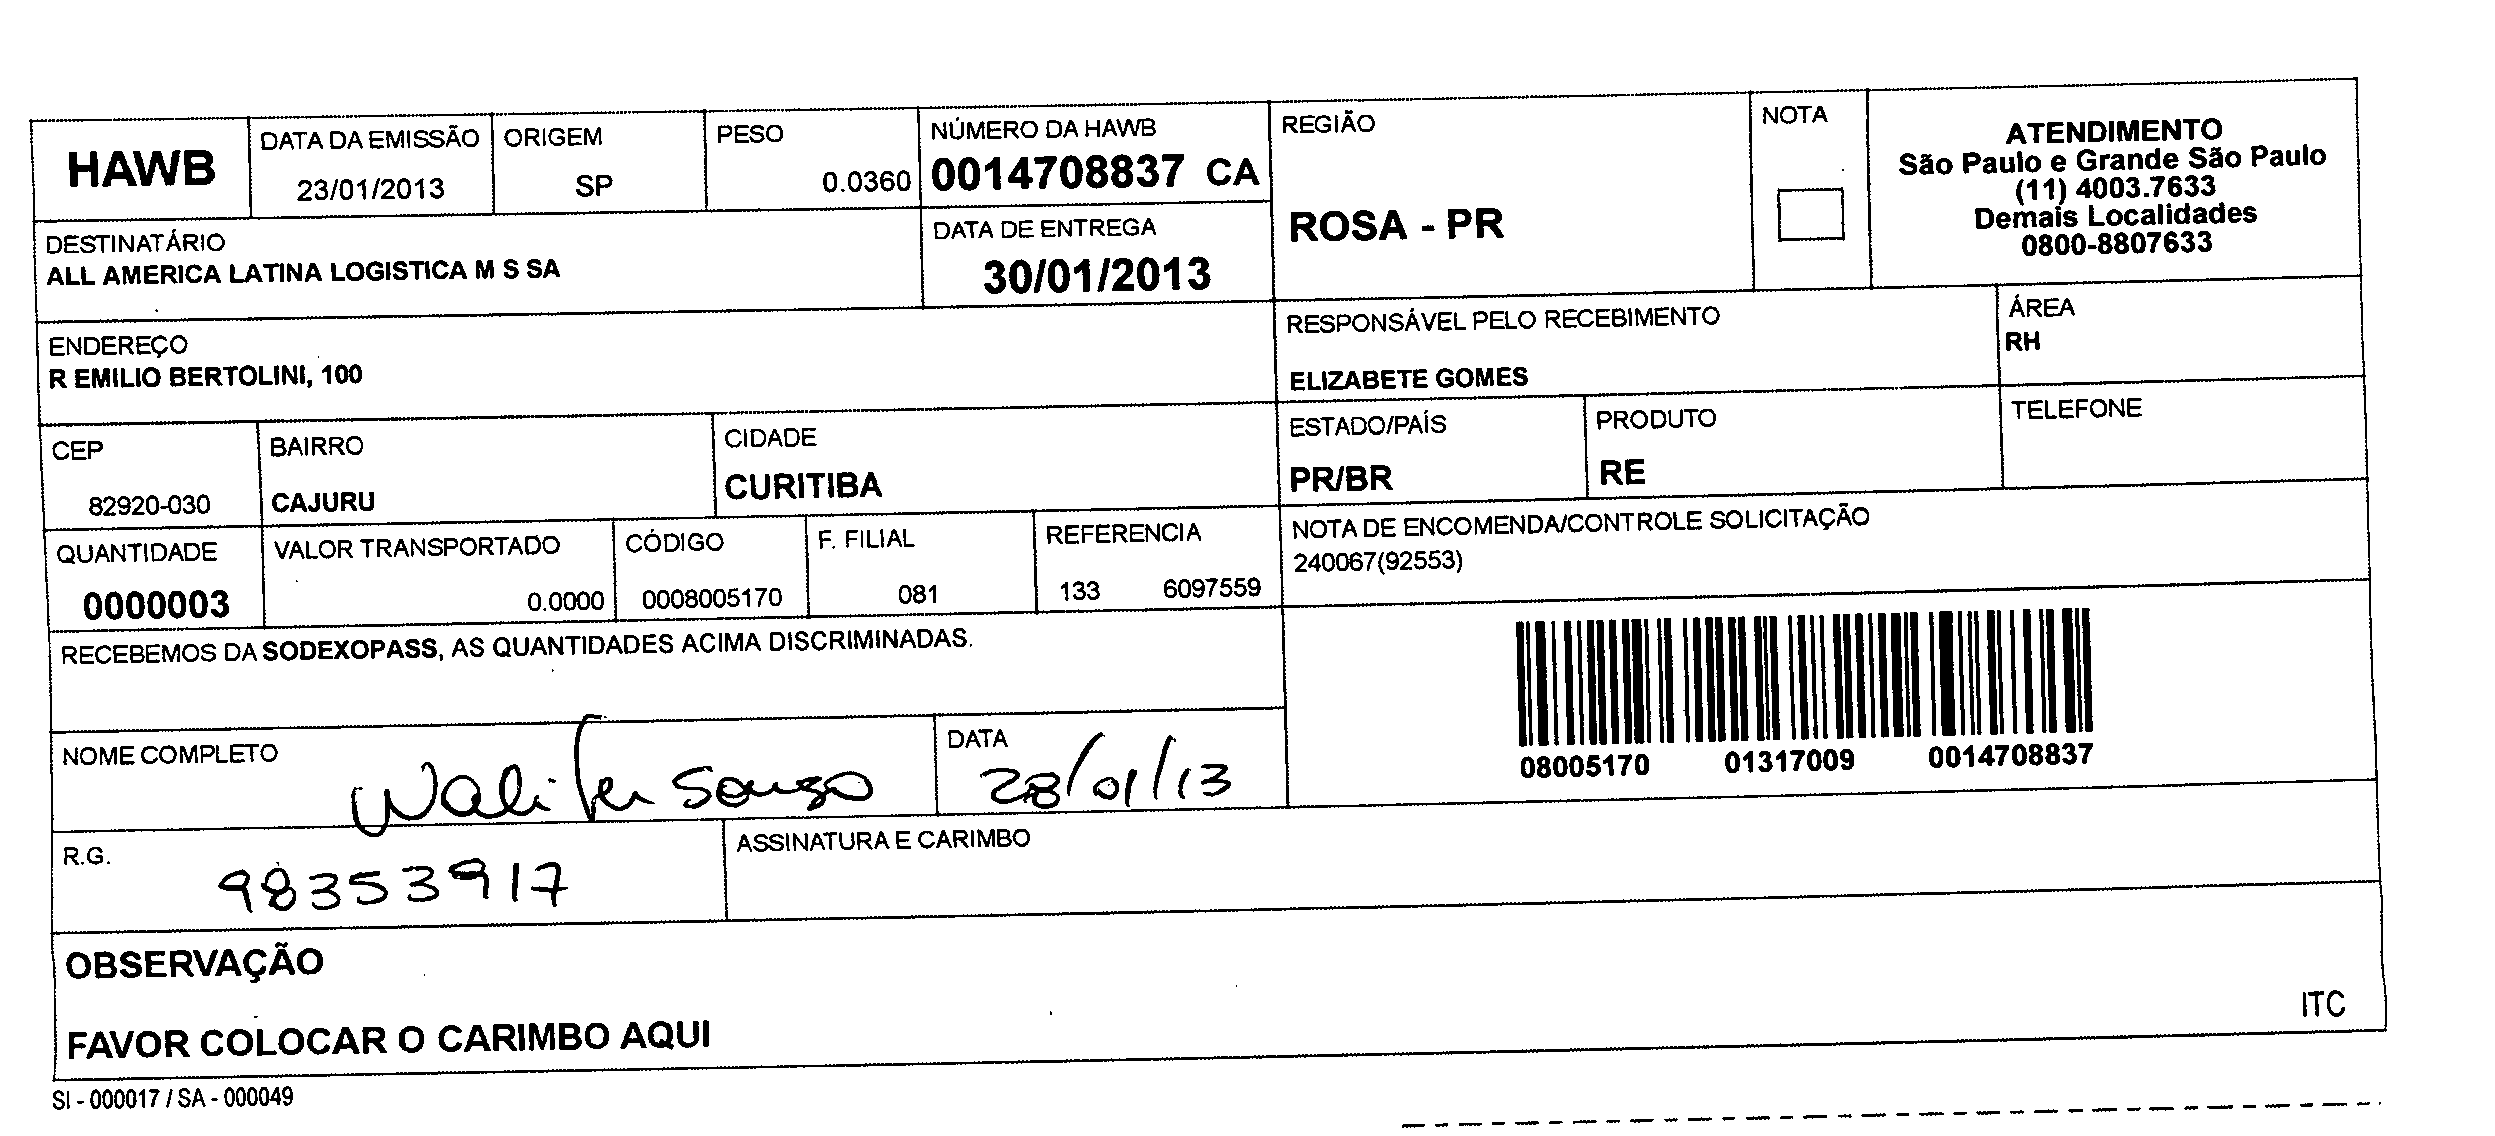 HAWB
DATA DA EMISSÃO
23/01/2013
ORIGEM
SP
PESO
0.0360
NÚMERO DA HAWB
0014708837 CA
REGIÃO
ROSA - PR
NOTA
ATENDIMENTO
São Paulo e Grande São Paulo
(11) 4003.7633
Demais Localidades
0800-8807633
DESTINATÁRIO
ALL AMERICA LATINA LOGISTICA M S SA
DATA DE ENTREGA
30/01/2013
ENDEREÇO
R EMILIO BERTOLINI, 100
RESPONSÁVEL PELO RECEBIMENTO
ELIZABETE GOMES
ÁREA
RH
CEP
82920-030
BAIRRO
CAJURU
CIDADE
CURITIBA
ESTADO/PAÍS
PR/BR
PRODUTO
RE
TELEFONE
QUANTIDADE
0000003
VALOR TRANSPORTADO
0.0000
CÓDIGO
0008005170
F. FILIAL
081
REFERENCIA
133 6097559
NOTA DE ENCOMENDA/CONTROLE SOLICITAÇÃO
240067(92553)
RECEBEMOS DA SODEXOPASS, AS QUANTIDADES ACIMA DISCRIMINADAS.
08005170 01317009 0014708837
NOME COMPLETO
Souza
DATA
28/01/13
R.G.
98353917
ASSINATURA E CARIMBO
OBSERVAÇÃO
FAVOR COLOCAR O CARIMBO AQUI
ITC
SI - 000017 / SA - 000049